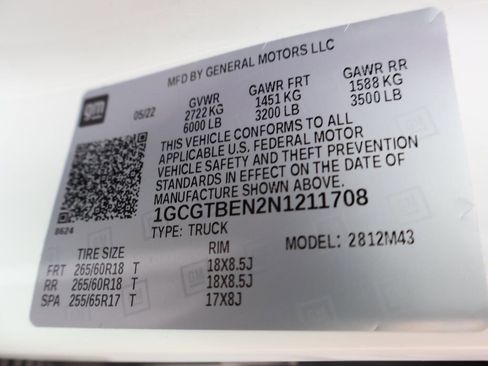 MFD BY GENERAL MOTORS LLC
gm
05/22
GVWR GAWR FRT GAWR RR
2722 KG 1451 KG 1588 KG
6000 LB 3200 LB 3500 LB
THIS VEHICLE CONFORMS TO ALL
APPLICABLE U.S. FEDERAL MOTOR
VEHICLE SAFETY AND THEFT PREVENTION
STANDARDS IN EFFECT ON THE DATE OF
MANUFACTURE SHOWN ABOVE.
1GCGTBEN2N1211708
8624
TYPE: TRUCK MODEL: 2812M43
TIRE SIZE RIM
FRT 265/60R18 T 18X8.5J
RR 265/60R18 T 18X8.5J
SPA 255/65R17 T 17X8J